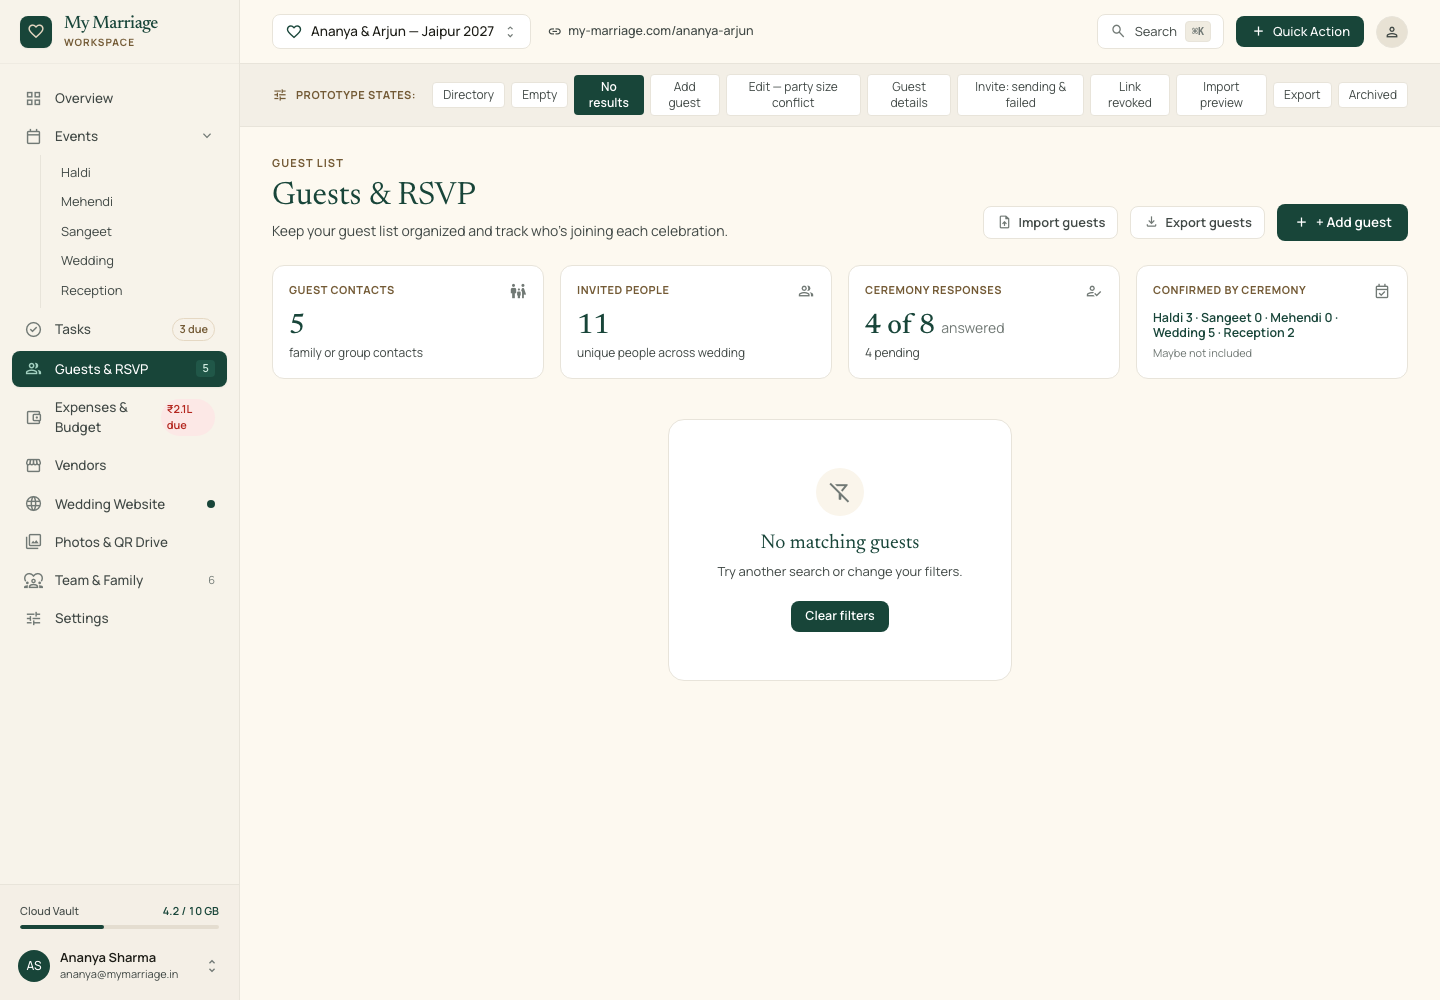 My Marriage
WORKSPACE
Ananya & Arjun — Jaipur 2027
my-marriage.com/ananya-arjun
Search ⌘K
+ Quick Action
PROTOTYPE STATES:
Directory
Empty
No
results
Add
guest
Edit — party size
conflict
Guest
details
Invite: sending &
failed
Link
revoked
Import
preview
Export
Archived
Overview
Events
Haldi
Mehendi
Sangeet
Wedding
Reception
Tasks 3 due
Guests & RSVP 5
Expenses &
Budget
₹2.1L
due
Vendors
Wedding Website
Photos & QR Drive
Team & Family 6
Settings
Cloud Vault 4.2 / 10 GB
AS
Ananya Sharma
ananya@mymarriage.in
GUEST LIST
Guests & RSVP
Keep your guest list organized and track who's joining each celebration.
Import guests
Export guests
+ + Add guest
GUEST CONTACTS
5
family or group contacts
INVITED PEOPLE
11
unique people across wedding
CEREMONY RESPONSES
4 of 8 answered
4 pending
CONFIRMED BY CEREMONY
Haldi 3 · Sangeet 0 · Mehendi 0 ·
Wedding 5 · Reception 2
Maybe not included
No matching guests
Try another search or change your filters.
Clear filters